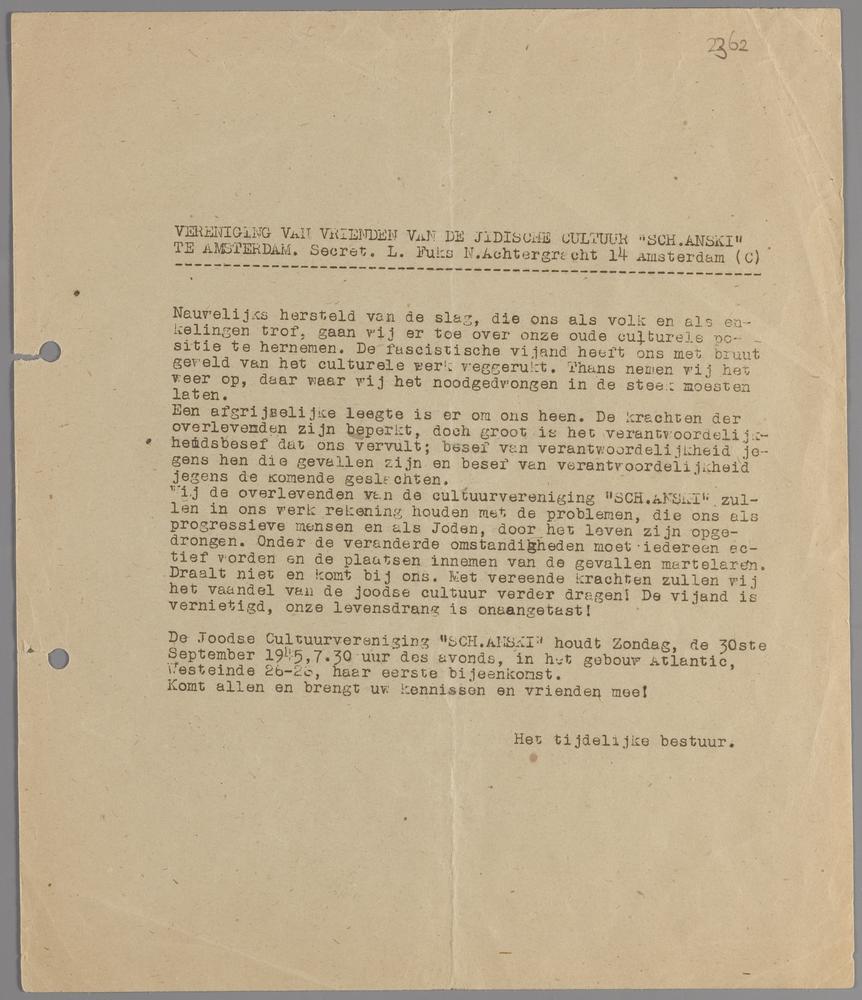 2362
VERENIGING VAN VRIENDEN VAN DE JIDISCHE CULTUUR "SCH.ANSKI"
TE AMSTERDAM. Secret. L. Fuks N.Achtergracht 14 Amsterdam (C)
Nauwelijks hersteld van de slag, die ons als volk en als en-
kelingen trof, gaan wij er toe over onze oude culturele po-
sitie te hernemen. De fascistische vijand heeft ons met bruut
geweld van het culturele werk weggerukt. Thans nemen wij het
weer op, daar waar wij het noodgedwongen in de steek moesten
laten.
Een afgrijselijke leegte is er om ons heen. De krachten der
overlevenden zijn beperkt, doch groot is het verantwoordelijk-
heidsbesef dat ons vervult; besef van verantwoordelijkheid je-
gens hen die gevallen zijn en besef van verantwoordelijkheid
jegens de komende geslachten.
Wij de overlevenden van de cultuurvereniging "SCH.ANSKI" zul-
len in ons werk rekening houden met de problemen, die ons als
progressieve mensen en als Joden, door het leven zijn opge-
drongen. Onder de veranderde omstandigheden moet iedereen ac-
tief worden en de plaatsen innemen van de gevallen martelaren.
Draalt niet en komt bij ons. Met vereende krachten zullen wij
het vaandel van de joodse cultuur verder dragen! De vijand is
vernietigd, onze levensdrang is onaangetast!
De Joodse Cultuurvereniging "SCH.ANSKI" houdt Zondag, de 30ste
September 1945,7.30 uur des avonds, in het gebouw Atlantic,
Westeinde 26-28, haar eerste bijeenkomst.
Komt allen en brengt uw kennissen en vrienden mee!
Het tijdelijke bestuur.